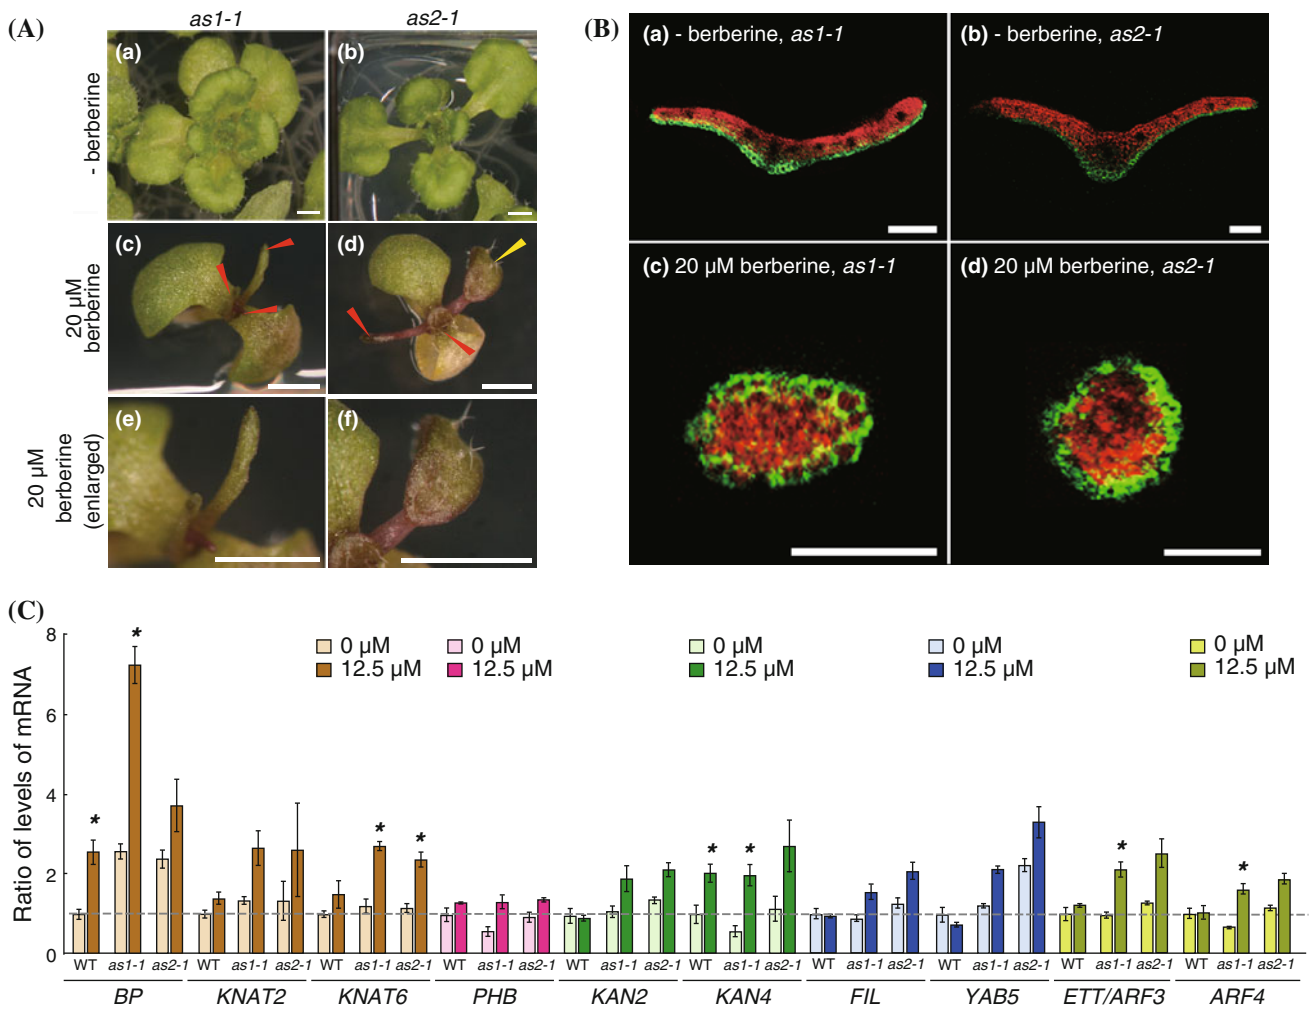 (A)
as1-1
as2-1
- berberine
(a)
(b)
20 µM
berberine
(c)
(d)
20 µM
berberine
(enlarged)
(e)
(f)
(B)
(a) - berberine, as1-1
(b) - berberine, as2-1
(c) 20 µM berberine, as1-1
(d) 20 µM berberine, as2-1
(C)
Ratio of levels of mRNA
8
6
4
2
0
0 µM
12.5 µM
0 µM
12.5 µM
0 µM
12.5 µM
0 µM
12.5 µM
0 µM
12.5 µM
*
*
*
*
*
*
*
*
WT as1-1 as2-1 WT as1-1 as2-1 WT as1-1 as2-1 WT as1-1 as2-1 WT as1-1 as2-1 WT as1-1 as2-1 WT as1-1 as2-1 WT as1-1 as2-1 WT as1-1 as2-1 WT as1-1 as2-1
BP KNAT2 KNAT6 PHB KAN2 KAN4 FIL YAB5 ETT/ARF3 ARF4